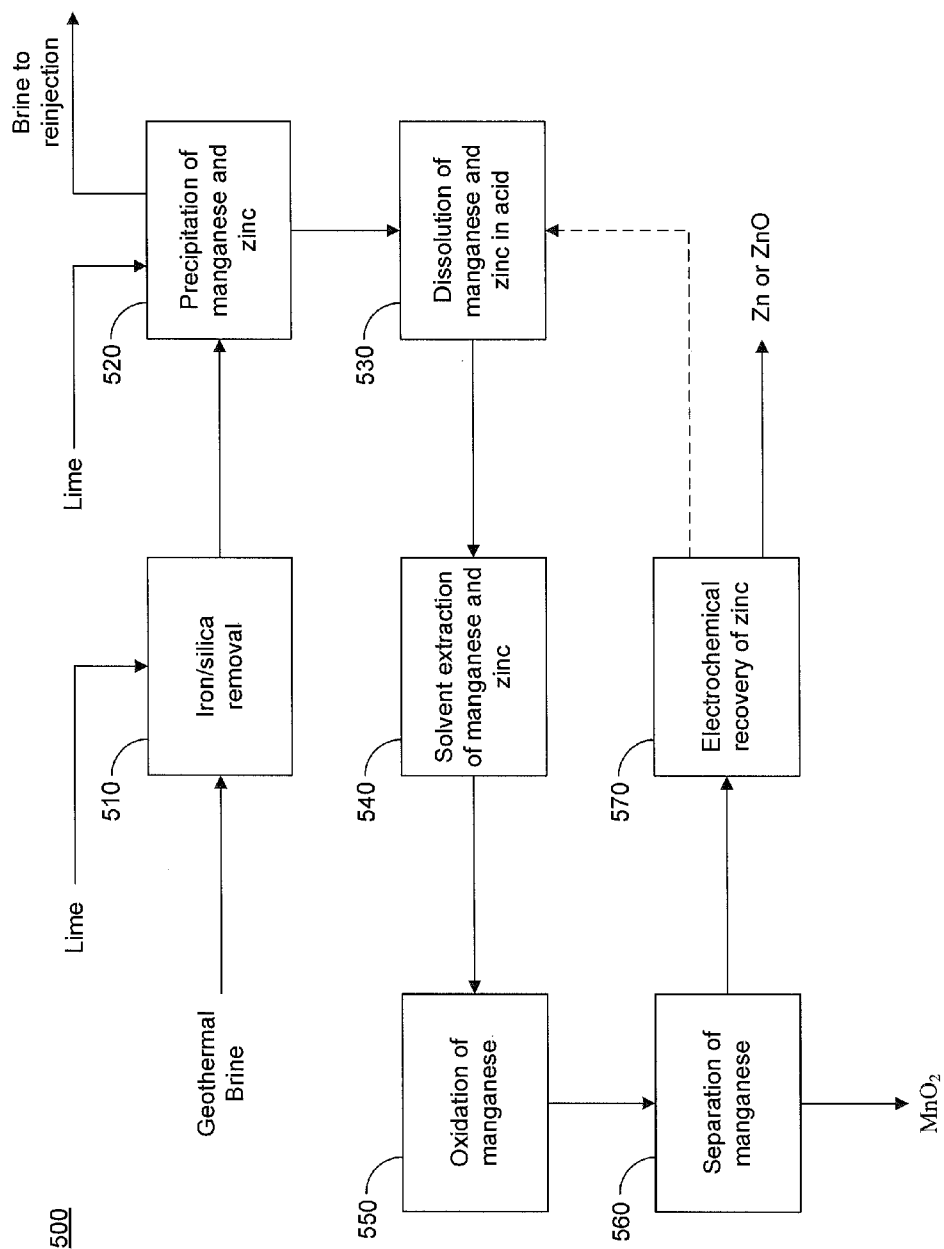 500
Geothermal
Brine
Lime
510
Iron/silica
removal
Lime
520
Precipitation of
manganese and
zinc
Brine to
reinjection
530
Dissolution of
manganese and
zinc in acid
540
Solvent extraction
of manganese and
zinc
550
Oxidation of
manganese
560
Separation of
manganese
MnO₂
570
Electrochemical
recovery of zinc
Zn or ZnO